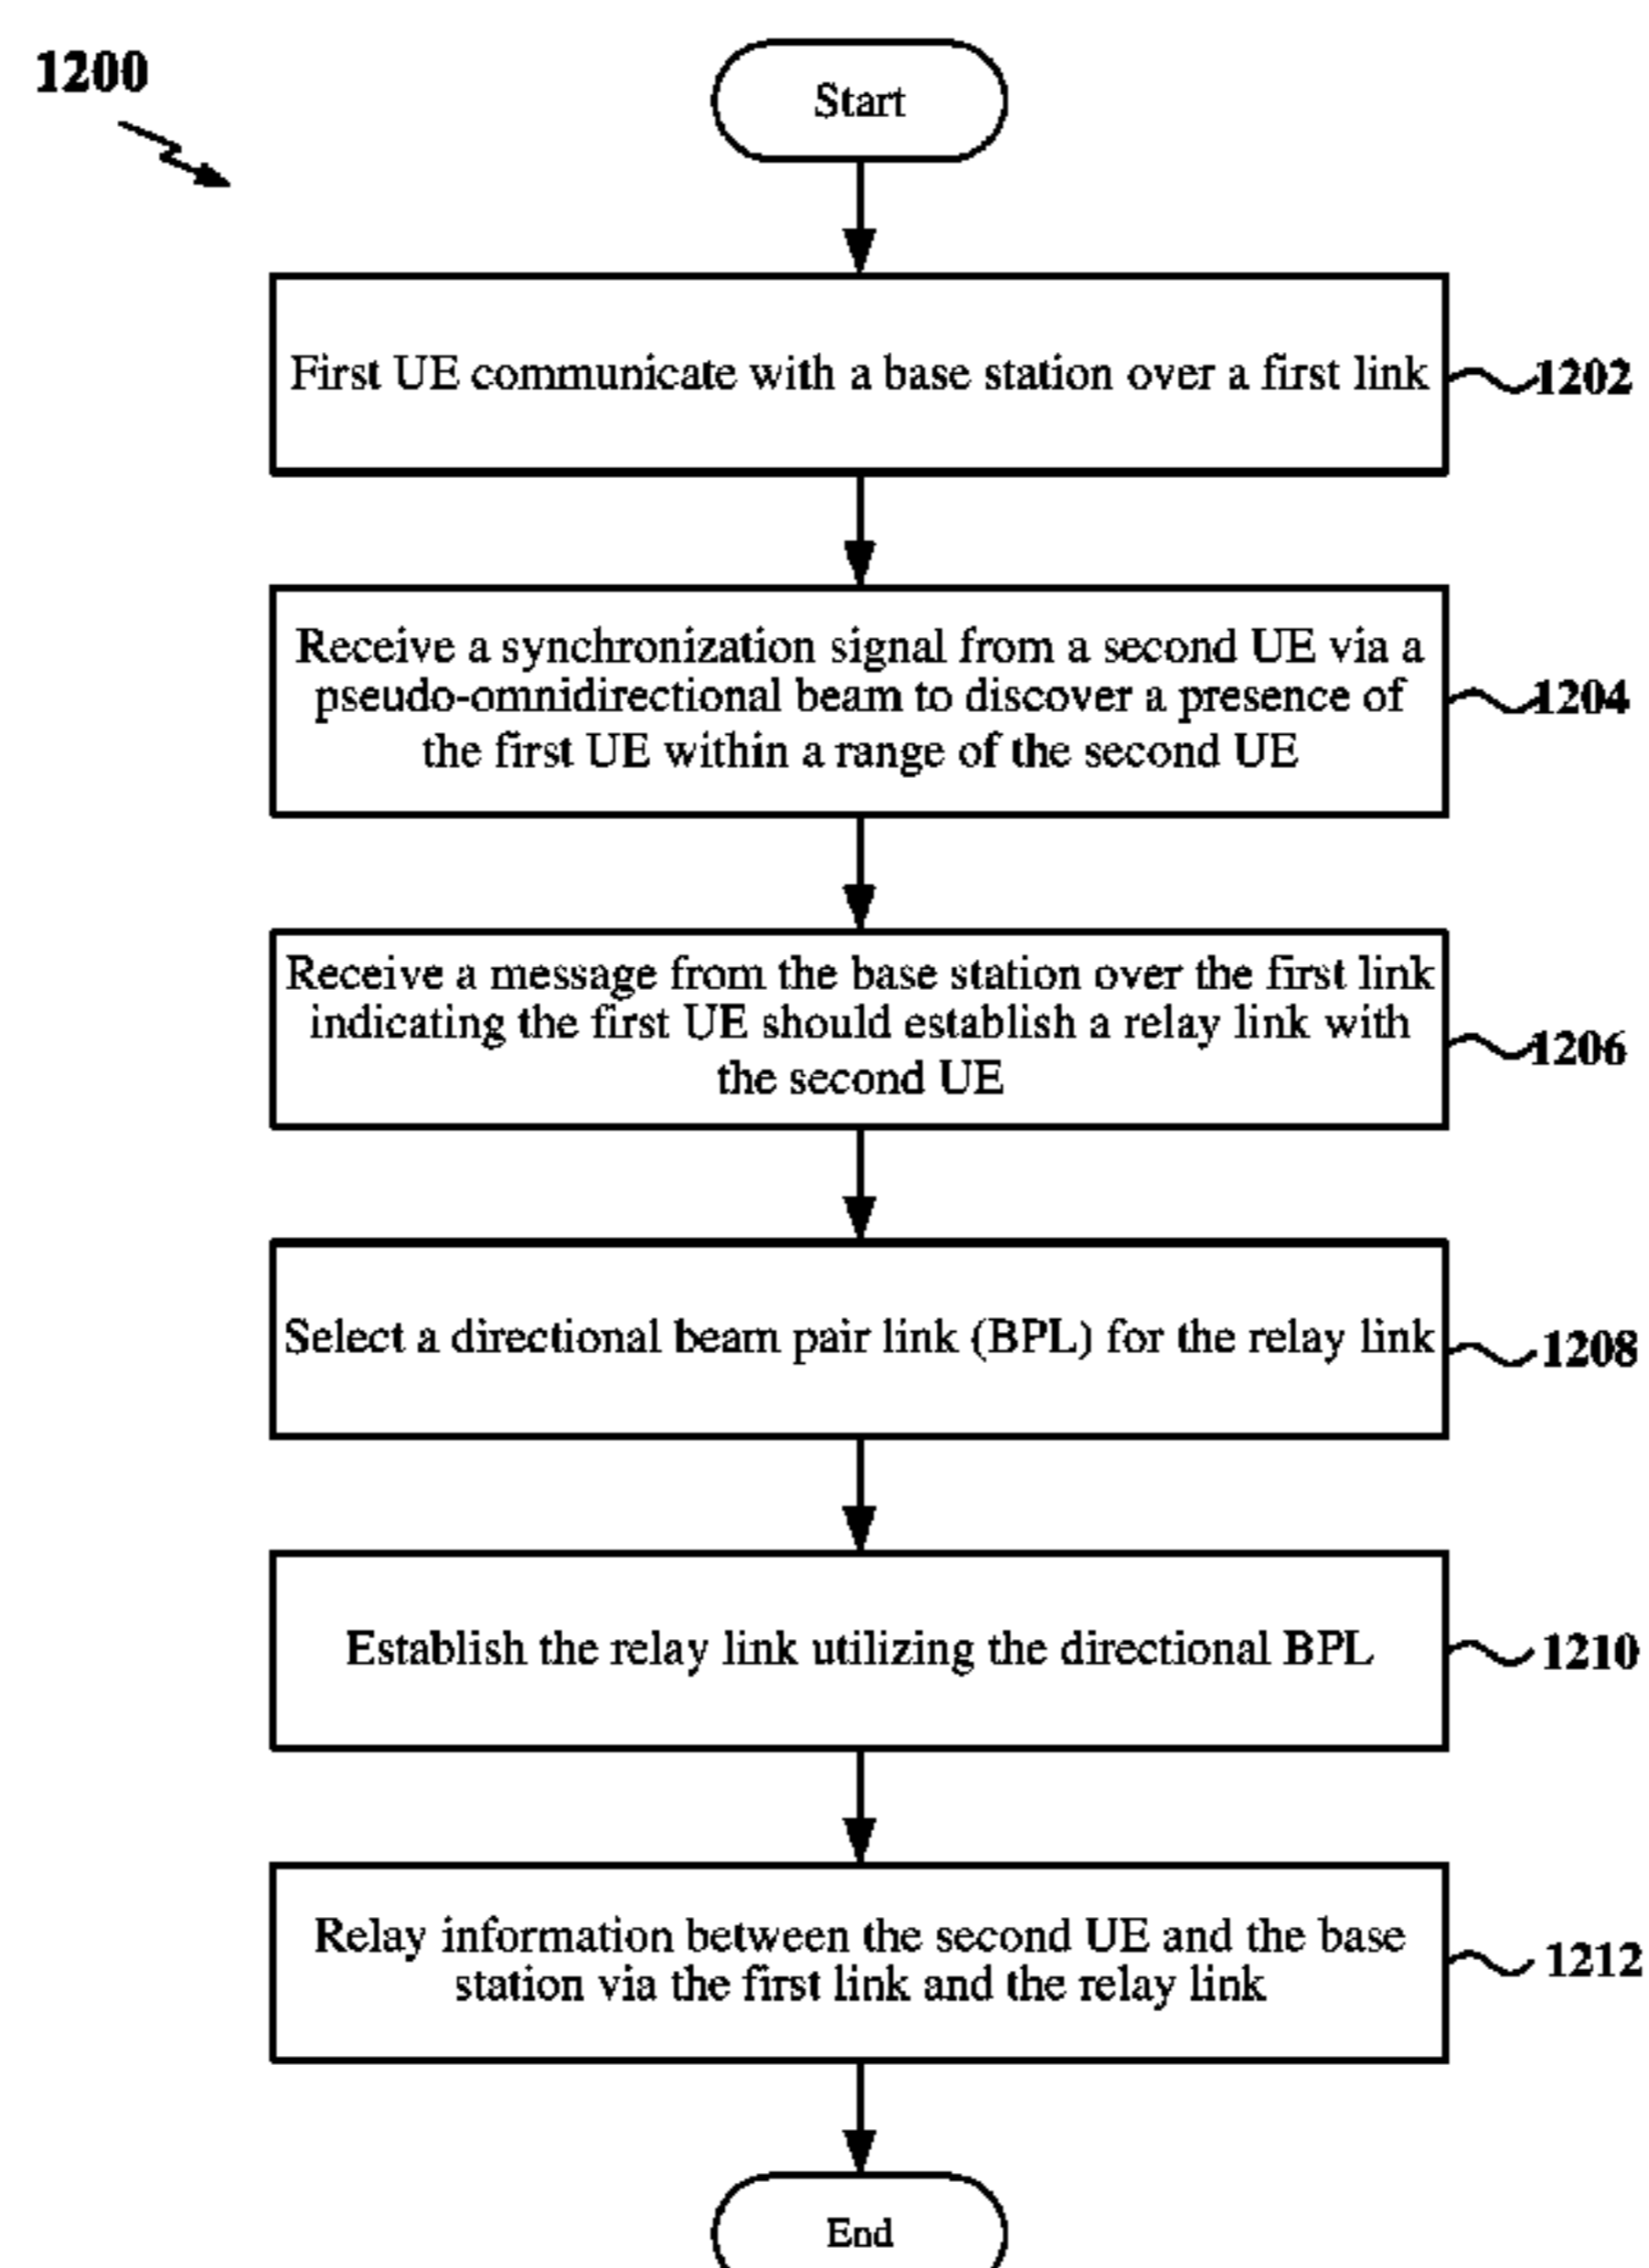 1200
Start
First UE communicate with a base station over a first link
1202
Receive a synchronization signal from a second UE via a
pseudo-omnidirectional beam to discover a presence of
the first UE within a range of the second UE
1204
Receive a message from the base station over the first link
indicating the first UE should establish a relay link with
the second UE
1206
Select a directional beam pair link (BPL) for the relay link
1208
Establish the relay link utilizing the directional BPL
1210
Relay information between the second UE and the base
station via the first link and the relay link
1212
End